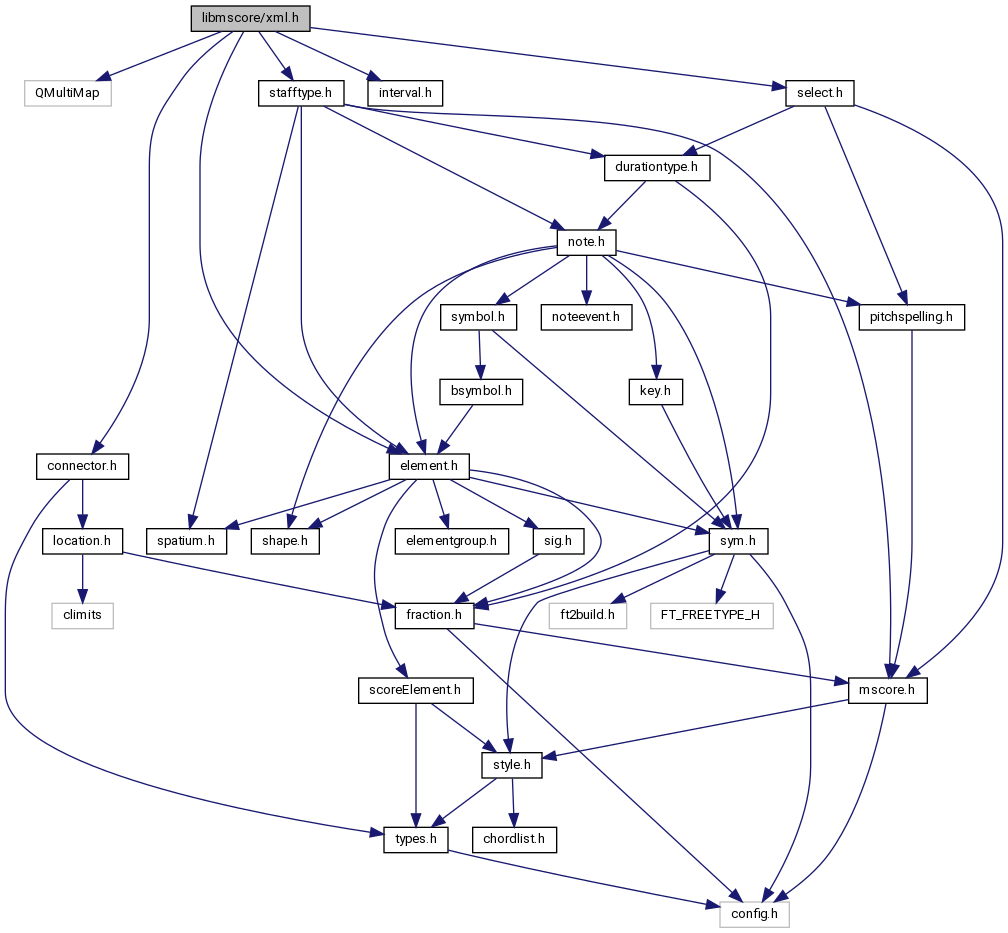 libmscore/xml.h
QMultiMap
stafftype.h
interval.h
select.h
durationtype.h
note.h
symbol.h
noteevent.h
pitchspelling.h
bsymbol.h
key.h
connector.h
element.h
location.h
spatium.h
shape.h
elementgroup.h
sig.h
sym.h
climits
fraction.h
ft2build.h
FT_FREETYPE_H
scoreElement.h
mscore.h
style.h
types.h
chordlist.h
config.h